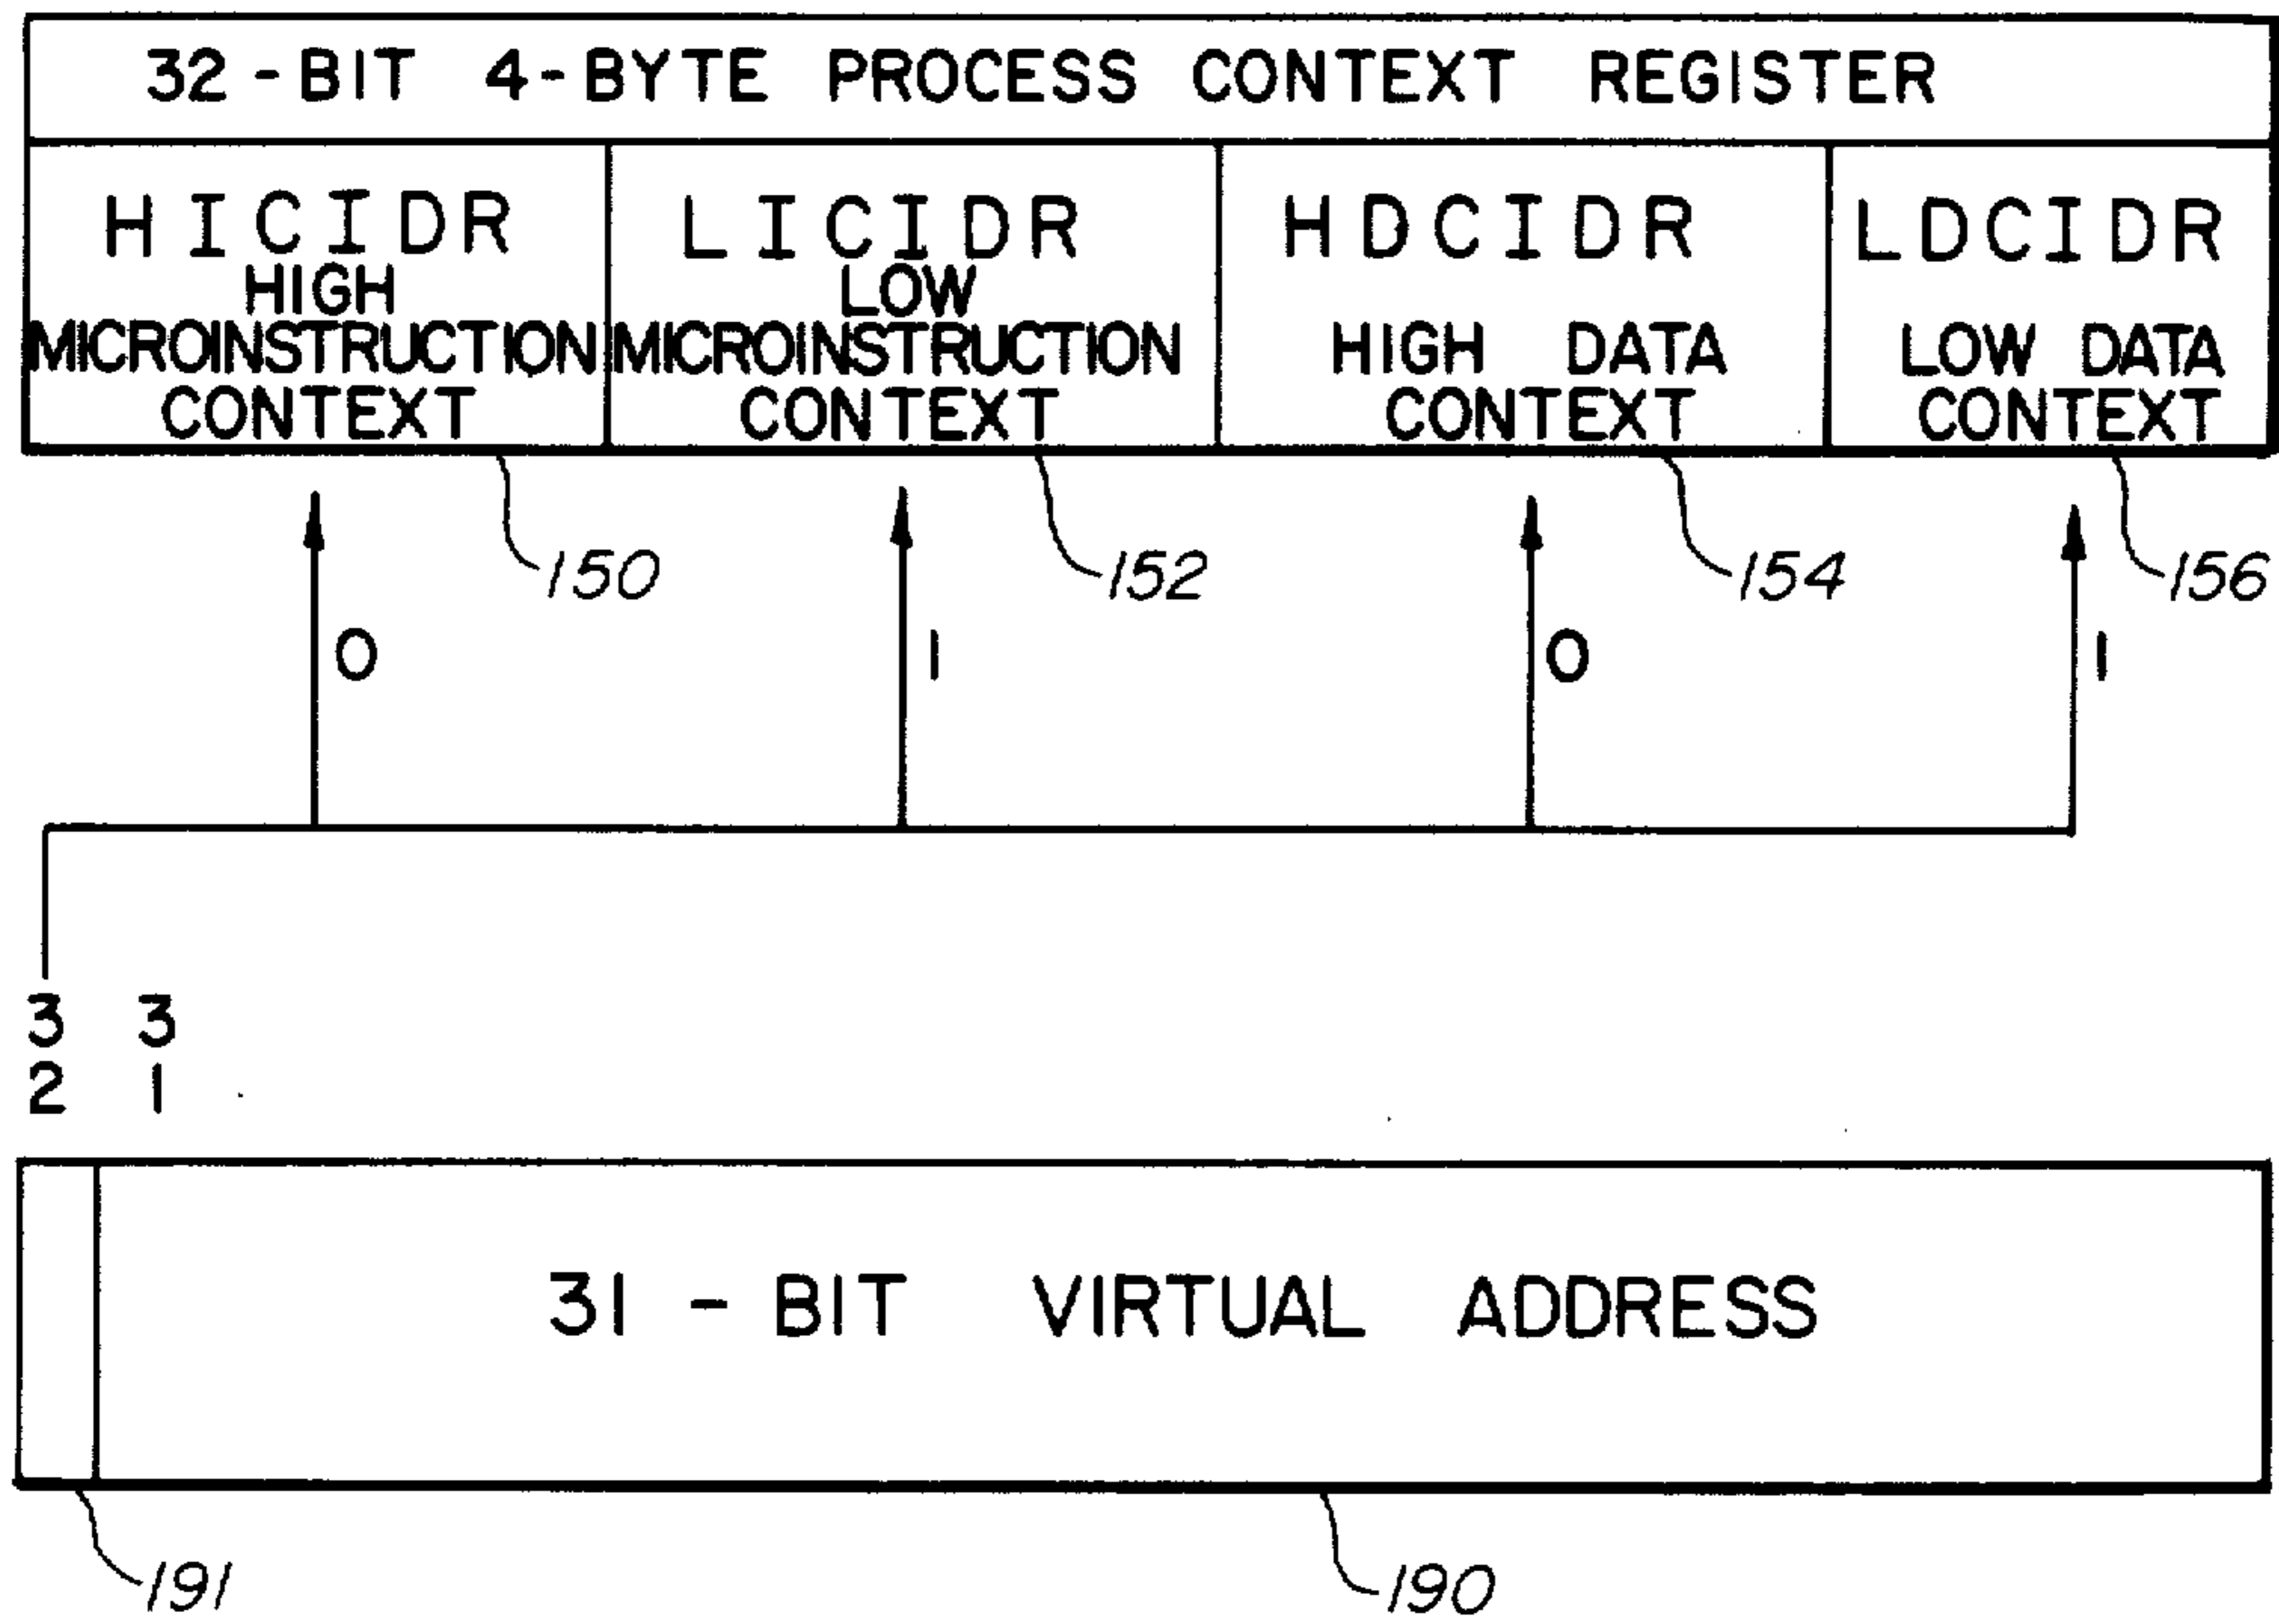 32-BIT 4-BYTE PROCESS CONTEXT REGISTER
HICIDR
HIGH
MICROINSTRUCTION
CONTEXT
LICIDR
LOW
MICROINSTRUCTION
CONTEXT
HDCIDR
HIGH DATA
CONTEXT
LDCIDR
LOW DATA
CONTEXT
150
152
154
156
0
1
0
1
3 3
2 1
31-BIT VIRTUAL ADDRESS
191
190